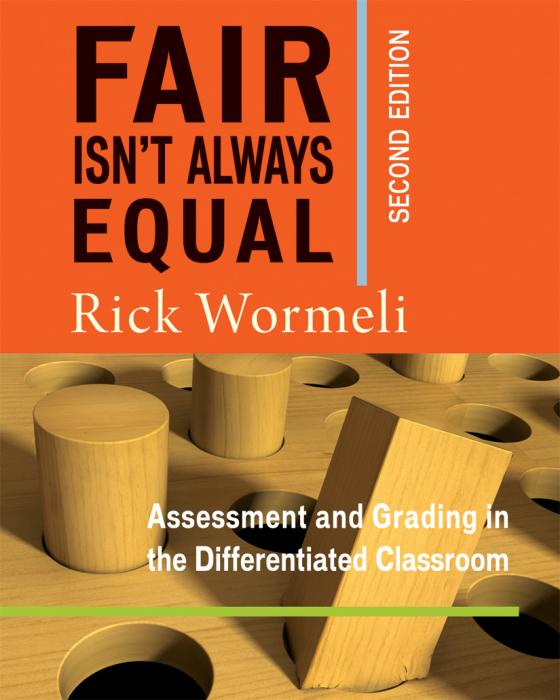 FAIR
ISN'T ALWAYS
EQUAL
SECOND EDITION
Rick Wormeli
Assessment and Grading in
the Differentiated Classroom